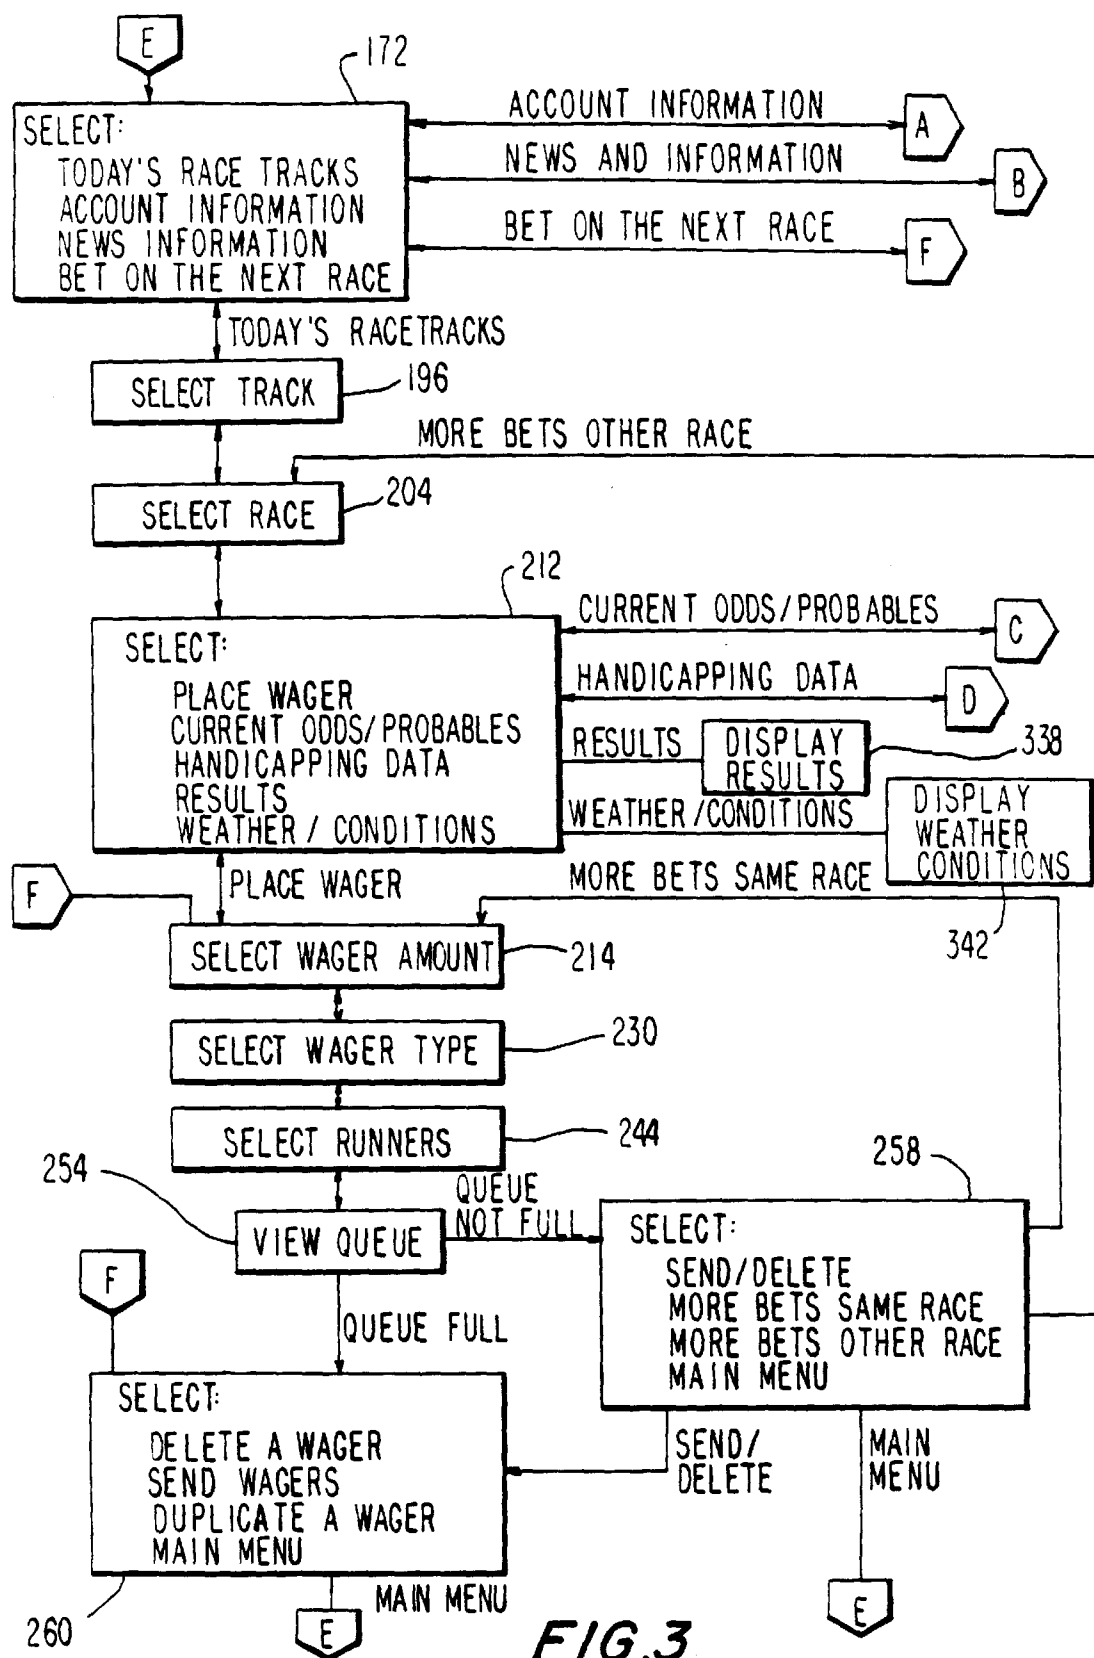 E
172
SELECT:
TODAY'S RACE TRACKS
ACCOUNT INFORMATION
NEWS INFORMATION
BET ON THE NEXT RACE
ACCOUNT INFORMATION
A
NEWS AND INFORMATION
B
BET ON THE NEXT RACE
F
TODAY'S RACETRACKS
SELECT TRACK
196
MORE BETS OTHER RACE
SELECT RACE
204
212
SELECT:
PLACE WAGER
CURRENT ODDS/PROBABLES
HANDICAPPING DATA
RESULTS
WEATHER / CONDITIONS
CURRENT ODDS/PROBABLES
C
HANDICAPPING DATA
D
RESULTS
DISPLAY
RESULTS
338
WEATHER/CONDITIONS
DISPLAY
WEATHER
CONDITIONS
342
F
PLACE WAGER
MORE BETS SAME RACE
SELECT WAGER AMOUNT
214
SELECT WAGER TYPE
230
SELECT RUNNERS
244
254
VIEW QUEUE
QUEUE
NOT FULL
258
SELECT:
SEND/DELETE
MORE BETS SAME RACE
MORE BETS OTHER RACE
MAIN MENU
F
QUEUE FULL
SELECT:
DELETE A WAGER
SEND WAGERS
DUPLICATE A WAGER
MAIN MENU
SEND/
DELETE
MAIN
MENU
260
MAIN MENU
E
E
FIG.3